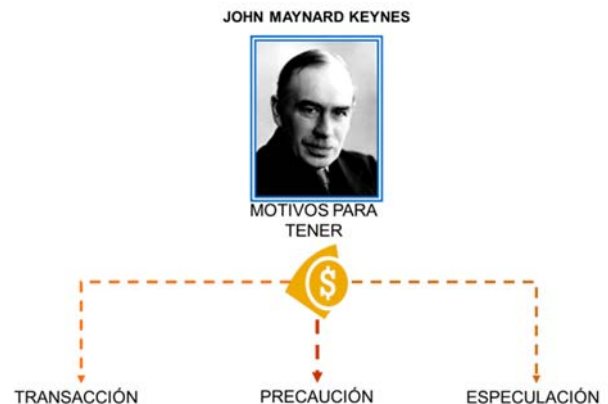 JOHN MAYNARD KEYNES
MOTIVOS PARA
TENER
$
TRANSACCIÓN
PRECAUCIÓN
ESPECULACIÓN